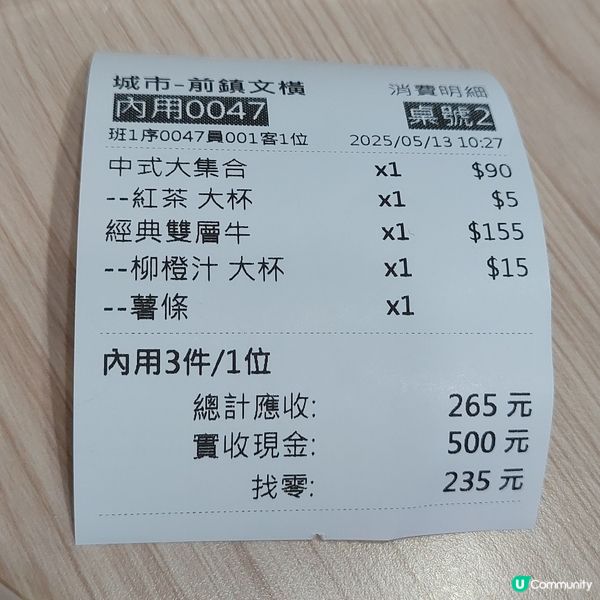 城市-前鎮文橫 消費明細
內用0047 桌號2
班1序0047員001客1位 2025/05/13 10:27
中式大集合 x1 $90
--紅茶 大杯 x1 $5
經典雙層牛 x1 $155
--柳橙汁 大杯 x1 $15
--薯條 x1
內用3件/1位
總計應收: 265 元
實收現金: 500 元
找零: 235 元
U Community